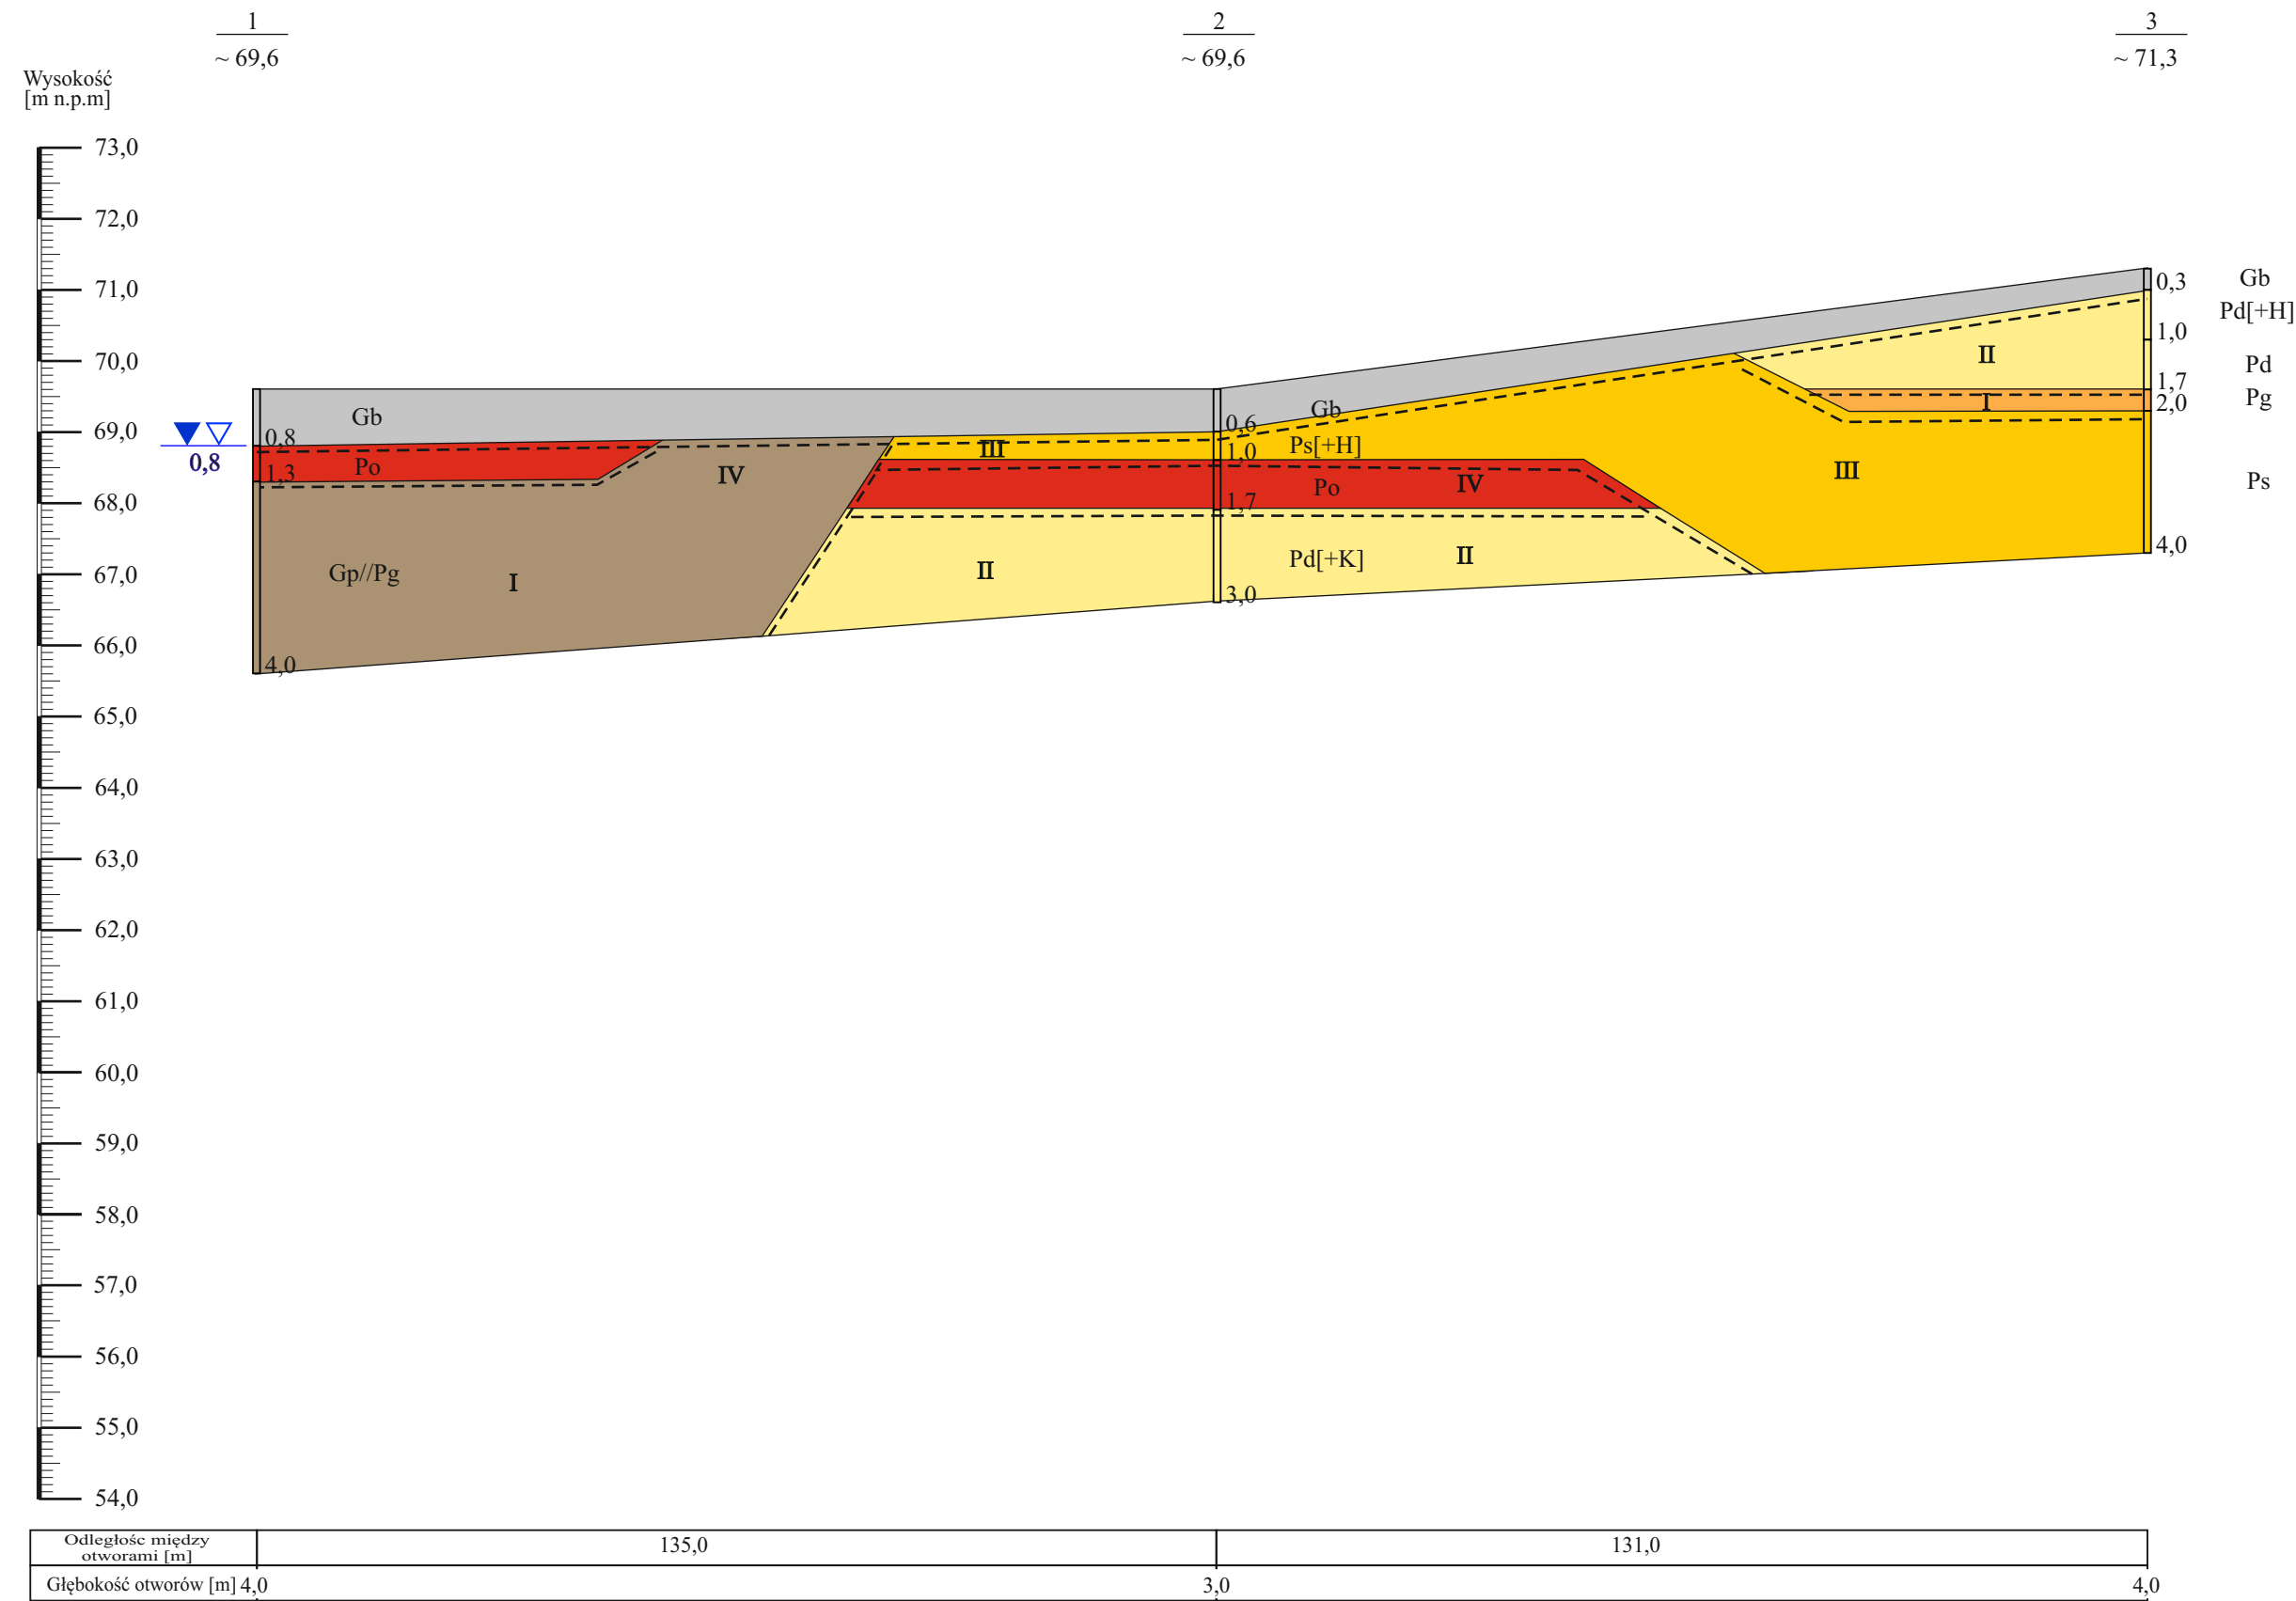 1
~ 69,6
2
~ 69,6
3
~ 71,3
Wysokość
[m n.p.m]
73,0
72,0
71,0
70,0
69,0
68,0
67,0
66,0
65,0
64,0
63,0
62,0
61,0
60,0
59,0
58,0
57,0
56,0
55,0
54,0
0,8
Gb
0,8
Po
1,3
IV
Gp//Pg
I
4,0
III
II
Gb
0,6
Ps[+H]
1,0
Po
IV
1,7
Pd[+K]
II
3,0
III
II
I
0,3
Gb
Pd[+H]
1,0
Pd
1,7
Pg
2,0
Ps
4,0
Odległośc między
otworami [m]
135,0
131,0
Głębokość otworów [m] 4,0
3,0
4,0